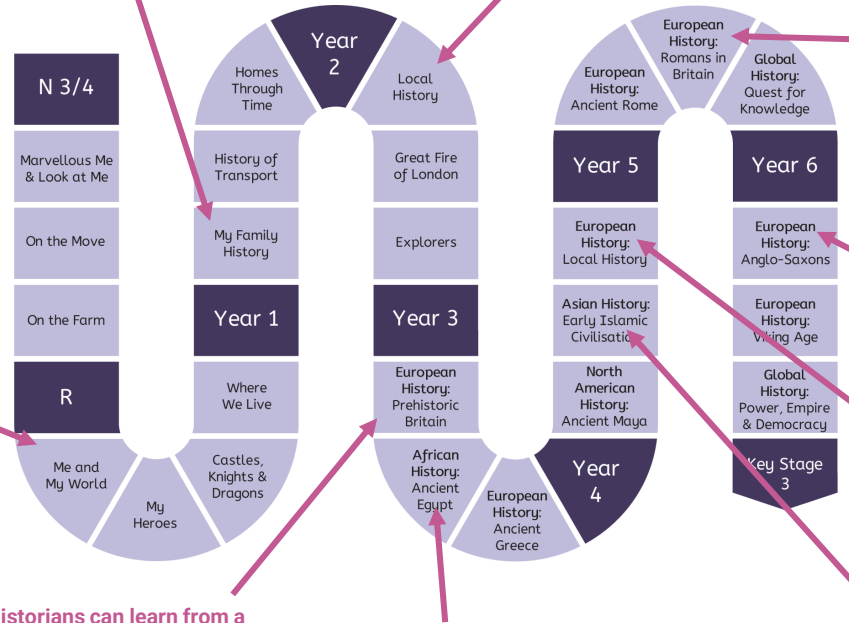 N 3/4
Marvellous Me
& Look at Me
On the Move
On the Farm
R
Me and
My World
My
Heroes
Castles,
Knights &
Dragons
Where
We Live
Year 1
My Family
History
History of
Transport
Homes
Through
Time
Year
2
Local
History
Great Fire
of London
Explorers
Year 3
European
History:
Prehistoric
Britain
African
History:
Ancient
Egypt
European
History:
Ancient
Greece
Year
4
North
American
History:
Ancient Maya
Asian History:
Early Islamic
European
History:
Local History
Year 5
European
History:
Ancient Rome
European
History:
Romans in
Britain
Global
History:
Quest for
Knowledge
Year 6
European
History:
Anglo-Saxons
European
History:
Viking Age
Global
History:
Power, Empire
& Democracy
Key Stage
3
istorians can learn from a